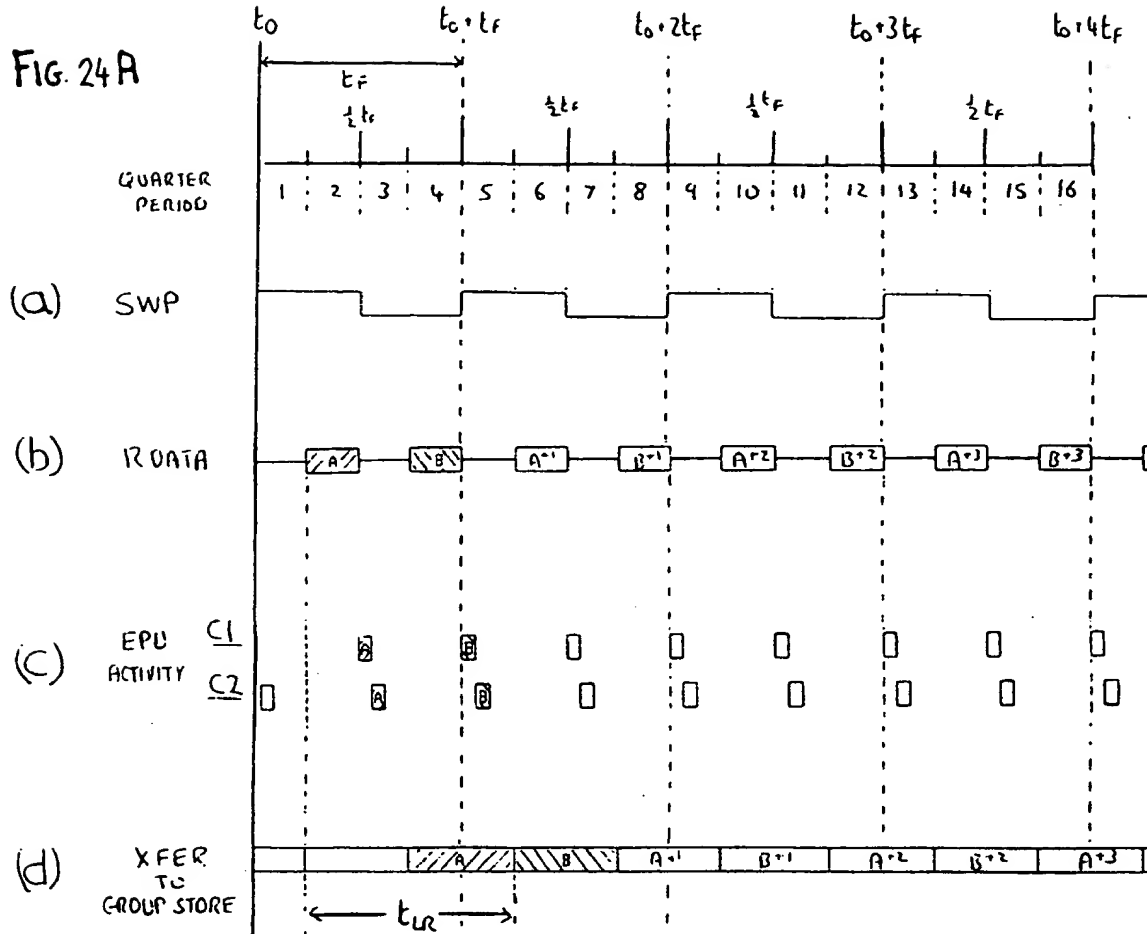 t0 t0+tF t0+2tF t0+3tF t0+4tF
FIG. 24A
tF
½tF ½tF ½tF ½tF
QUARTER PERIOD 1 2 3 4 5 6 7 8 9 10 11 12 13 14 15 16
(a) SWP
(b) RDATA A B A+1 B+1 A+2 B+2 A+3 B+3
(c) EPU ACTIVITY
C1 A B
C2 A B
(d) XFER TO GROUP STORE A B A+1 B+1 A+2 B+2 A+3
tLR